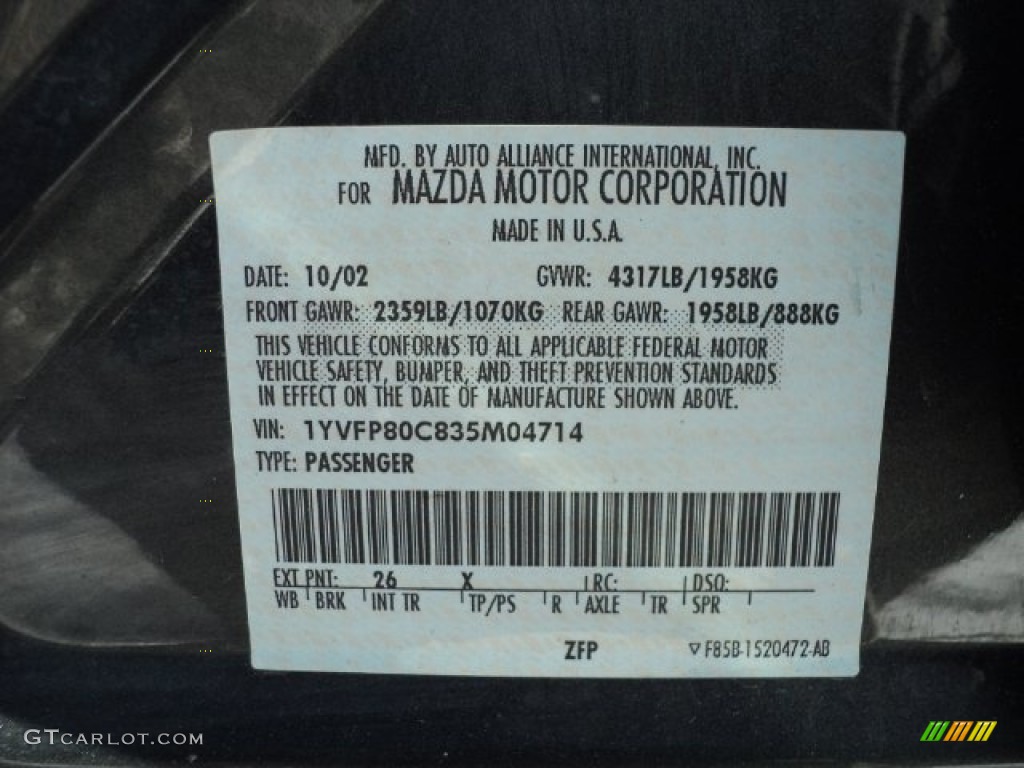 MFD. BY AUTO ALLIANCE INTERNATIONAL, INC.
FOR MAZDA MOTOR CORPORATION
MADE IN U.S.A.
DATE: 10/02 GVWR: 4317LB/1958KG
FRONT GAWR: 2359LB/1070KG REAR GAWR: 1958LB/888KG
THIS VEHICLE CONFORMS TO ALL APPLICABLE FEDERAL MOTOR
VEHICLE SAFETY, BUMPER, AND THEFT PREVENTION STANDARDS
IN EFFECT ON THE DATE OF MANUFACTURE SHOWN ABOVE.
VIN: 1YVFP80C835M04714
TYPE: PASSENGER
EXT PNT: 26 X RC: DSO:
WB BRK INT TR TP/PS R AXLE TR SPR
ZFP F85B-1520472-AB
GTCARLOT.COM